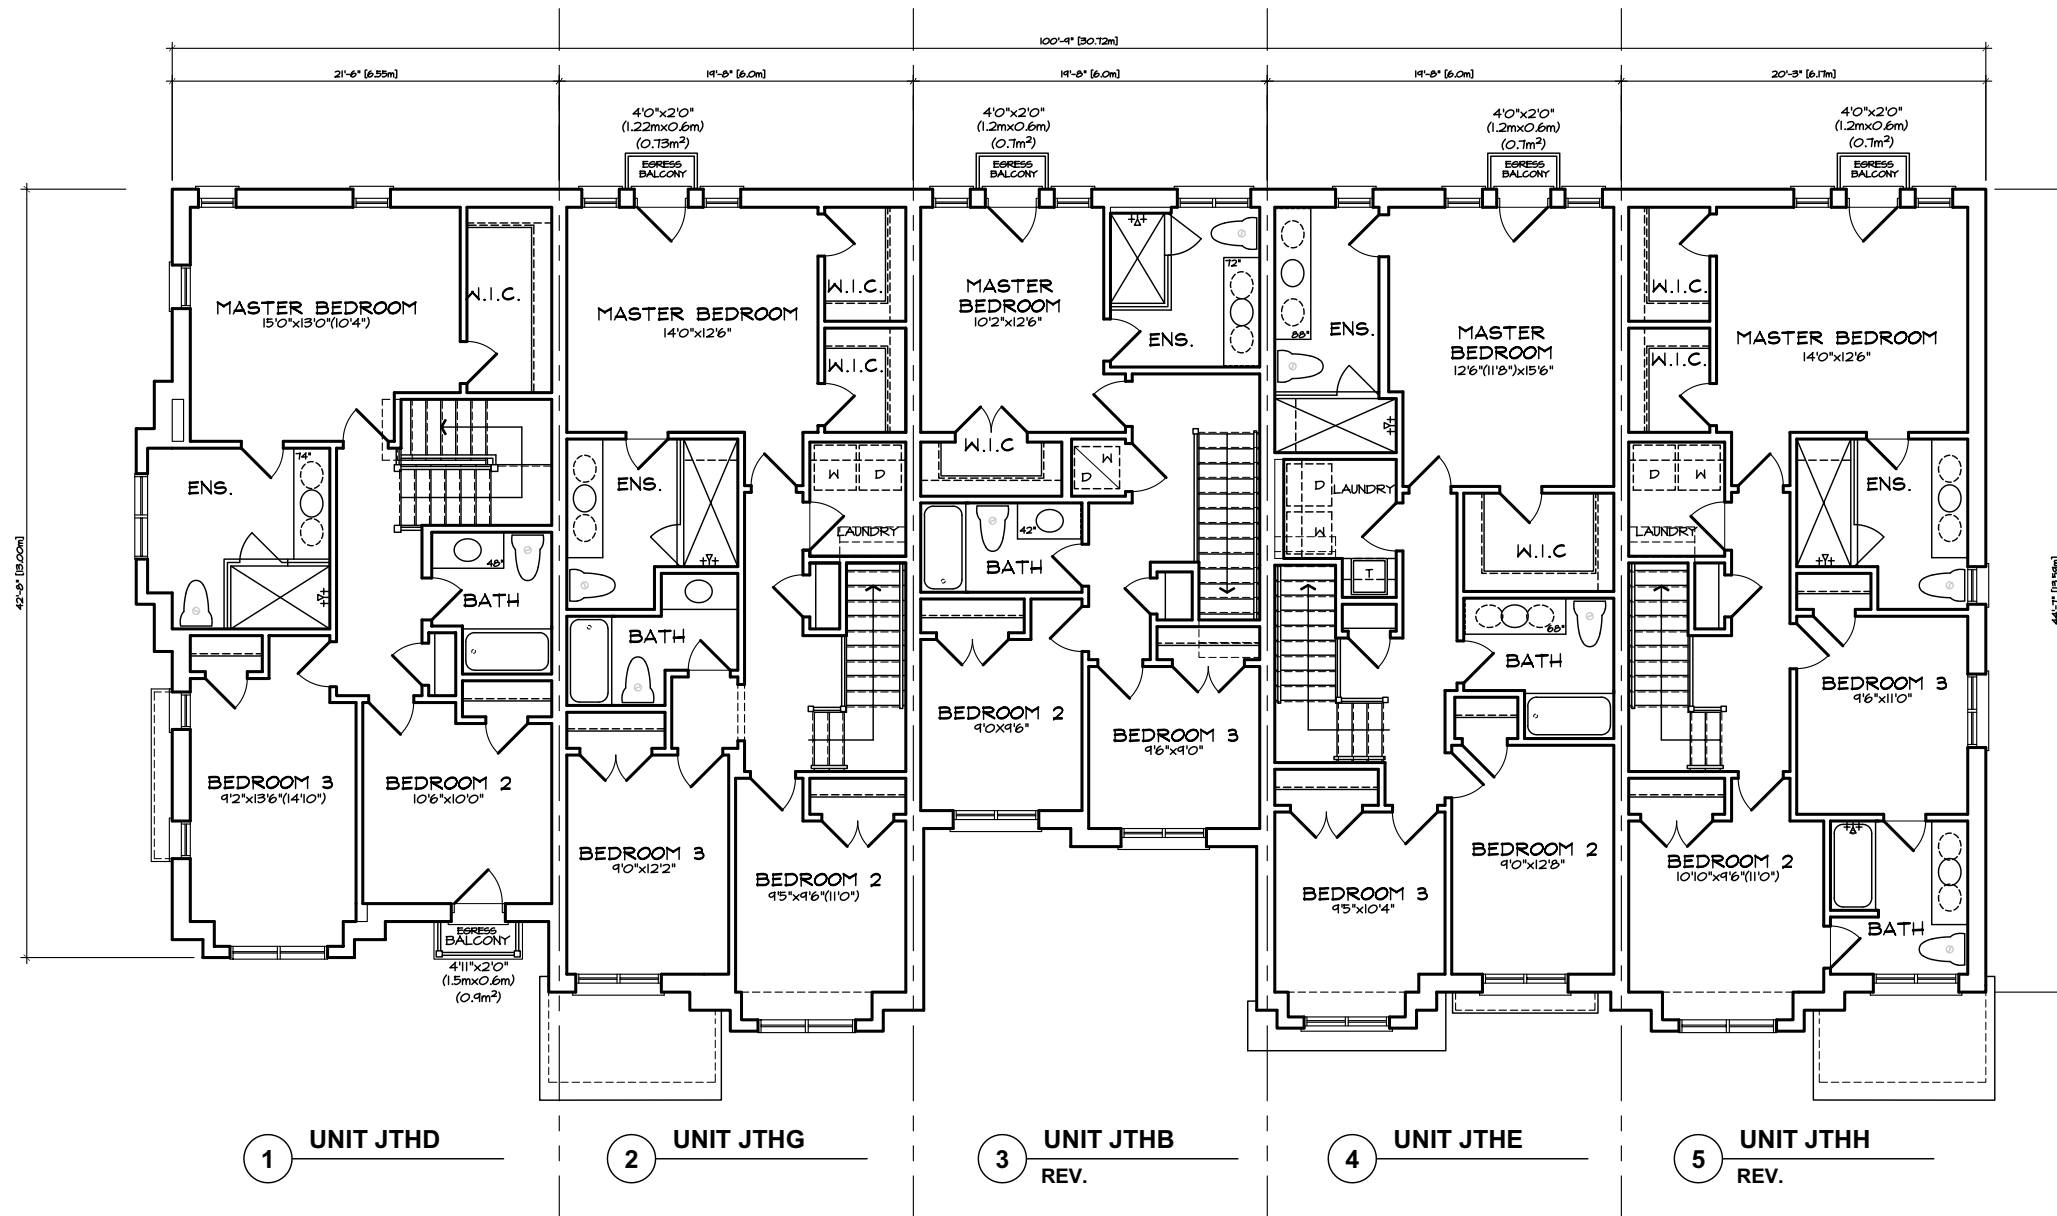 100'-9" [30.72m]
21'-6" [6.55m]
19'-8" [6.0m]
19'-8" [6.0m]
19'-8" [6.0m]
20'-3" [6.17m]
4'0"x2'0"
(1.22mx0.6m)
(0.73m²)
EGRESS
BALCONY
4'0"x2'0"
(1.2mx0.6m)
(0.7m²)
EGRESS
BALCONY
4'0"x2'0"
(1.2mx0.6m)
(0.7m²)
EGRESS
BALCONY
4'0"x2'0"
(1.2mx0.6m)
(0.7m²)
EGRESS
BALCONY
42'-8" [13.00m]
44'-7" [13.59m]
MASTER BEDROOM
15'0"x13'0"(10'4")
W.I.C.
74"
ENS.
48"
BATH
BEDROOM 3
9'2"x13'6"(14'10")
BEDROOM 2
10'6"x10'0"
EGRESS
BALCONY
4'11"x2'0"
(1.5mx0.6m)
(0.9m²)
MASTER BEDROOM
14'0"x12'6"
W.I.C.
W.I.C.
ENS.
W
D
LAUNDRY
BATH
BEDROOM 3
9'0"x12'2"
BEDROOM 2
9'5"x9'6"(11'0")
MASTER
BEDROOM
10'2"x12'6"
72"
ENS.
W.I.C
W
D
42"
BATH
BEDROOM 2
9'0x9'6"
BEDROOM 3
9'6"x9'0"
88"
ENS.
MASTER
BEDROOM
12'6"(11'8")x15'6"
D
LAUNDRY
W
T
W.I.C
68"
BATH
BEDROOM 3
9'5"x10'4"
BEDROOM 2
9'0"x12'8"
W.I.C.
W.I.C.
MASTER BEDROOM
14'0"x12'6"
D
W
LAUNDRY
ENS.
BEDROOM 3
9'6"x11'0"
BEDROOM 2
10'10"x9'6"(11'0")
BATH
1
UNIT JTHD
2
UNIT JTHG
3
UNIT JTHB
REV.
4
UNIT JTHE
5
UNIT JTHH
REV.